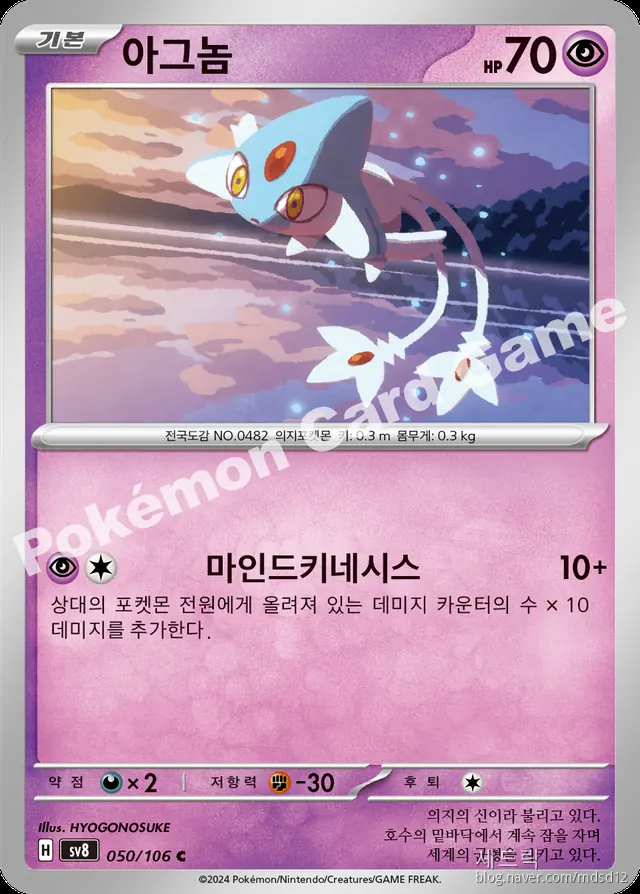 기본
아그놈
HP70
전국도감 NO.0482 의지포켓몬 키: 0.3 m 몸무게: 0.3 kg
Pokémon Card Game
마인드키네시스 10+
상대의 포켓몬 전원에게 올려져 있는 데미지 카운터의 수 × 10
데미지를 추가한다.
약점 ×2 저항력 -30 후퇴
Illus. HYOGONOSUKE
H sv8 050/106 C
의지의 신이라 불리고 있다.
호수의 밑바닥에서 계속 잠을 자며
세계의 균형을 지키고 있다.
제드릭
blog.naver.com/mdsd12
©2024 Pokémon/Nintendo/Creatures/GAME FREAK.